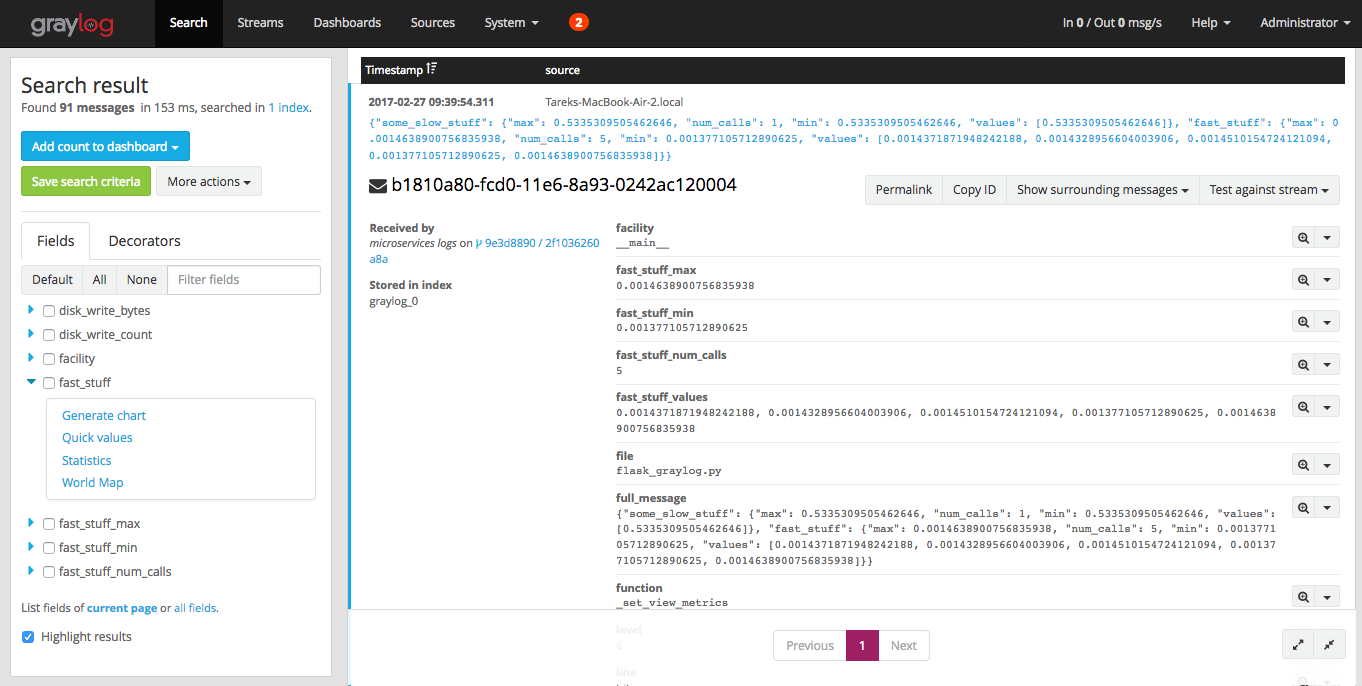 graylog
Search
Streams
Dashboards
Sources
System
2
In 0 / Out 0 msg/s
Help
Administrator
Search result
Found 91 messages in 153 ms, searched in 1 index.
Add count to dashboard
Save search criteria
More actions
Fields
Decorators
Default
All
None
Filter fields
disk_write_bytes
disk_write_count
facility
fast_stuff
Generate chart
Quick values
Statistics
World Map
fast_stuff_max
fast_stuff_min
fast_stuff_num_calls
List fields of current page or all fields.
Highlight results
Timestamp
source
2017-02-27 09:39:54.311
Tareks-MacBook-Air-2.local
{"some_slow_stuff": {"max": 0.5335309505462646, "num_calls": 1, "min": 0.5335309505462646, "values": [0.5335309505462646]}, "fast_stuff": {"max": 0
.0014638900756835938, "num_calls": 5, "min": 0.001377105712890625, "values": [0.0014371871948242188, 0.0014328956604003906, 0.0014510154724121094,
0.001377105712890625, 0.0014638900756835938]}}
b1810a80-fcd0-11e6-8a93-0242ac120004
Permalink
Copy ID
Show surrounding messages
Test against stream
Received by
microservices logs on 9e3d8890 / 2f1036260
a8a
Stored in index
graylog_0
facility
__main__
fast_stuff_max
0.0014638900756835938
fast_stuff_min
0.001377105712890625
fast_stuff_num_calls
5
fast_stuff_values
0.0014371871948242188, 0.0014328956604003906, 0.0014510154724121094, 0.001377105712890625, 0.0014638
900756835938
file
flask_graylog.py
full_message
{"some_slow_stuff": {"max": 0.5335309505462646, "num_calls": 1, "min": 0.5335309505462646, "values":
[0.5335309505462646]}, "fast_stuff": {"max": 0.0014638900756835938, "num_calls": 5, "min": 0.0013771
05712890625, "values": [0.0014371871948242188, 0.0014328956604003906, 0.0014510154724121094, 0.00137
7105712890625, 0.0014638900756835938]}}
function
_set_view_metrics
level
6
line
Previous
1
Next